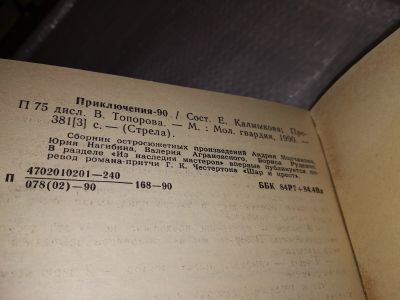 Приключения-90 / Сост. Е. Калмыкова; Пре-
П 75 дисл. В. Топорова. — М. : Мол. гвардия, 1990. —
381[3] с. — (Стрела).
Сборник остросюжетных произведений Андрея Молчанова,
Юрия Нагибина, Валерия Аграновского, Бориса Руденко.
В разделе «Из наследия мастеров» впервые публикуется пе-
ревод романа-притчи Г. К. Честертона «Шар и крест».
П 4702010201—240
078(02)—90 168—90
ББК 84Р7+84.4Вл